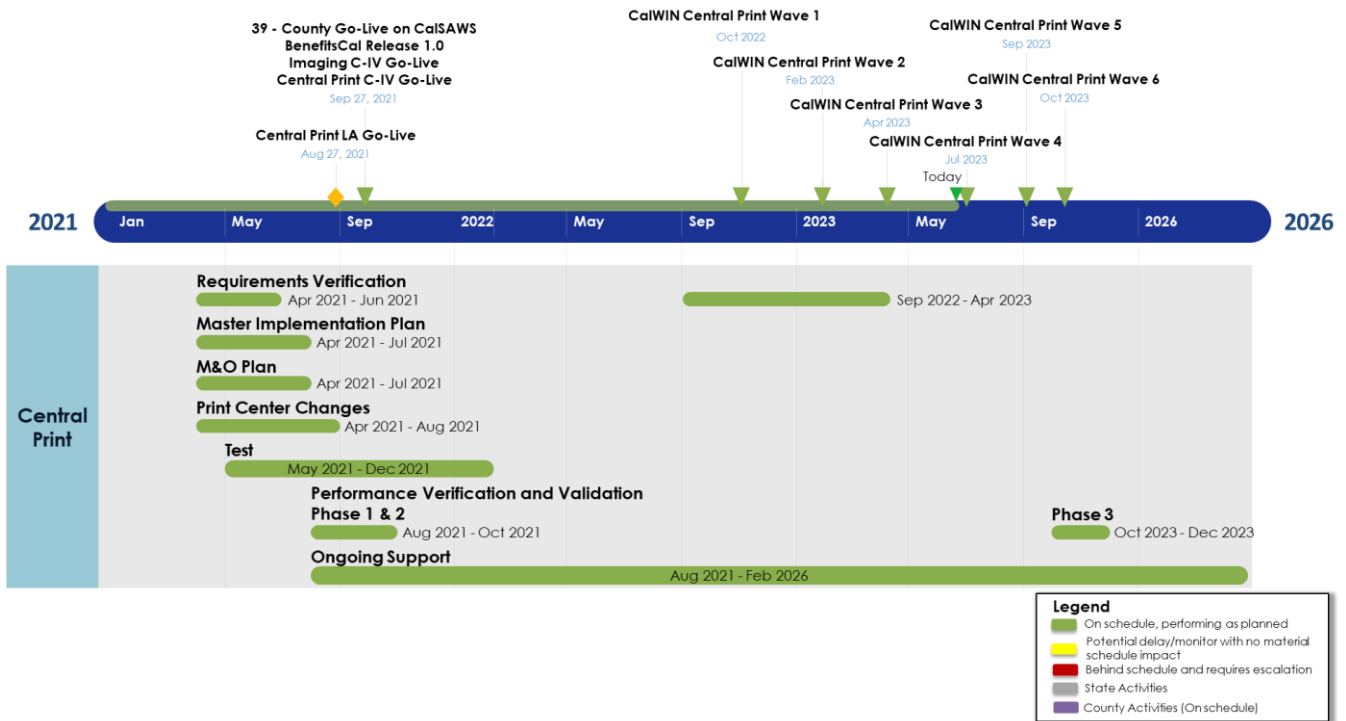 CalWIN Central Print Wave 1
Oct 2022
39 - County Go-Live on CalSAWS
BenefitsCal Release 1.0
Imaging C-IV Go-Live
Central Print C-IV Go-Live
Sep 27, 2021
CalWIN Central Print Wave 5
Sep 2023
CalWIN Central Print Wave 2
Feb 2023
CalWIN Central Print Wave 6
Oct 2023
CalWIN Central Print Wave 3
Apr 2023
Central Print LA Go-Live
Aug 27, 2021
CalWIN Central Print Wave 4
Jul 2023
Today
2021 Jan May Sep 2022 May Sep 2023 May Sep 2026 2026
Central
Print
Requirements Verification
Apr 2021 - Jun 2021
Sep 2022 - Apr 2023
Master Implementation Plan
Apr 2021 - Jul 2021
M&O Plan
Apr 2021 - Jul 2021
Print Center Changes
Apr 2021 - Aug 2021
Test
May 2021 - Dec 2021
Performance Verification and Validation
Phase 1 & 2
Aug 2021 - Oct 2021
Phase 3
Oct 2023 - Dec 2023
Ongoing Support
Aug 2021 - Feb 2026
Legend
On schedule, performing as planned
Potential delay/monitor with no material
schedule impact
Behind schedule and requires escalation
State Activities
County Activities (On schedule)